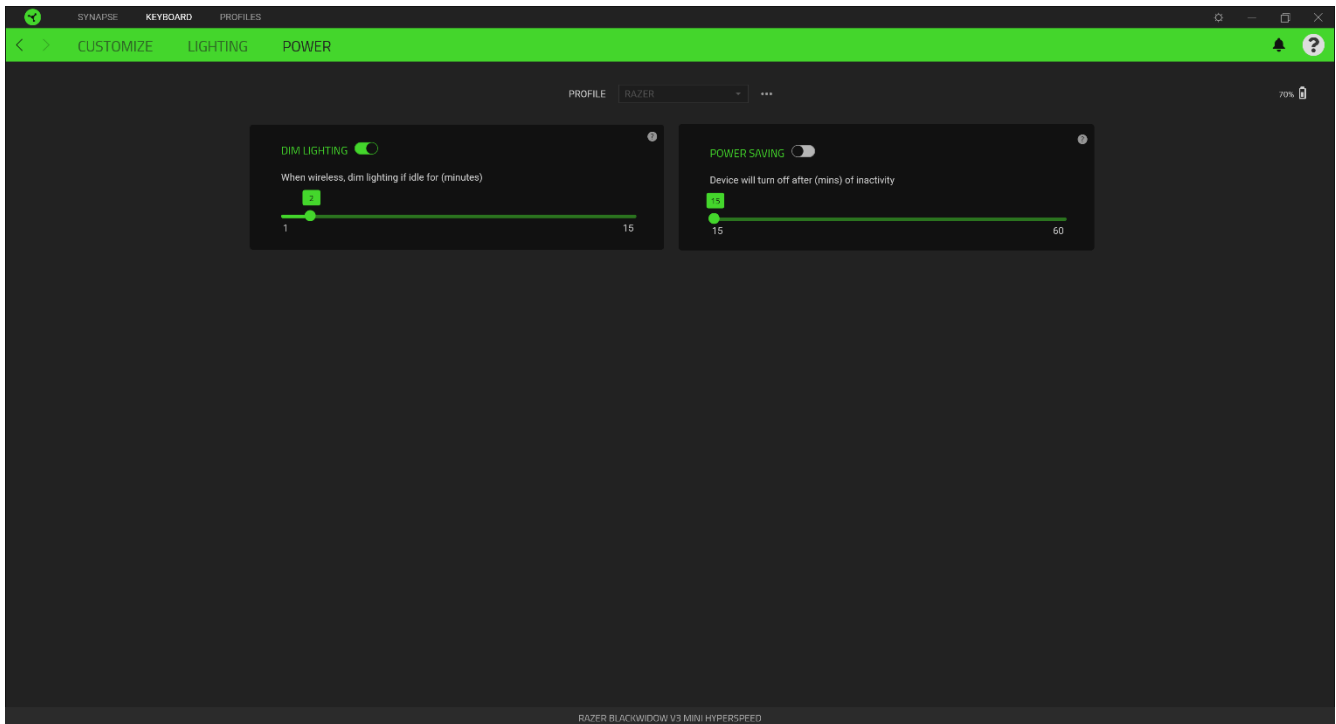 SYNAPSE KEYBOARD PROFILES
CUSTOMIZE LIGHTING POWER
PROFILE RAZER
70%
DIM LIGHTING
When wireless, dim lighting if idle for (minutes)
2
1 15
POWER SAVING
Device will turn off after (mins) of inactivity
15
15 60
RAZER BLACKWIDOW V3 MINI HYPERSPEED